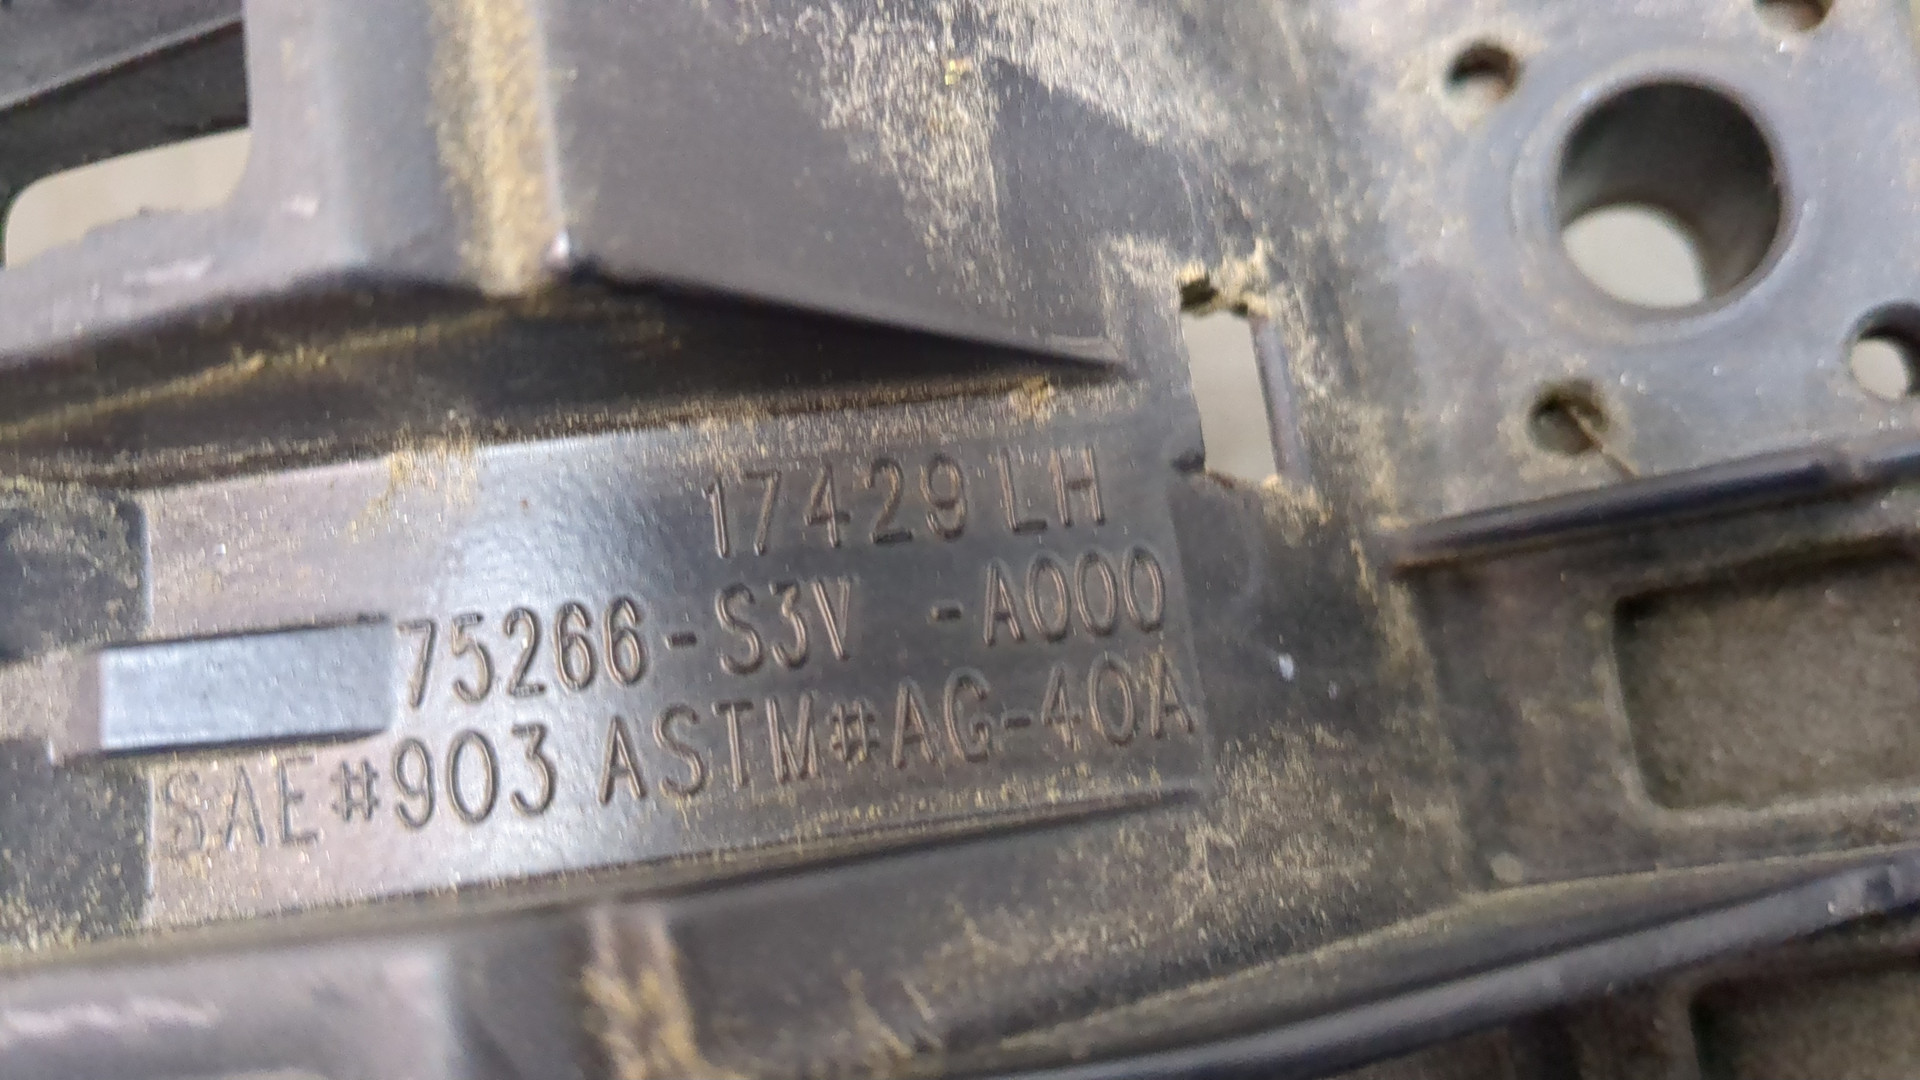 17429 LH
75266-S3V -A000
SAE#903 ASTM#AG-40A